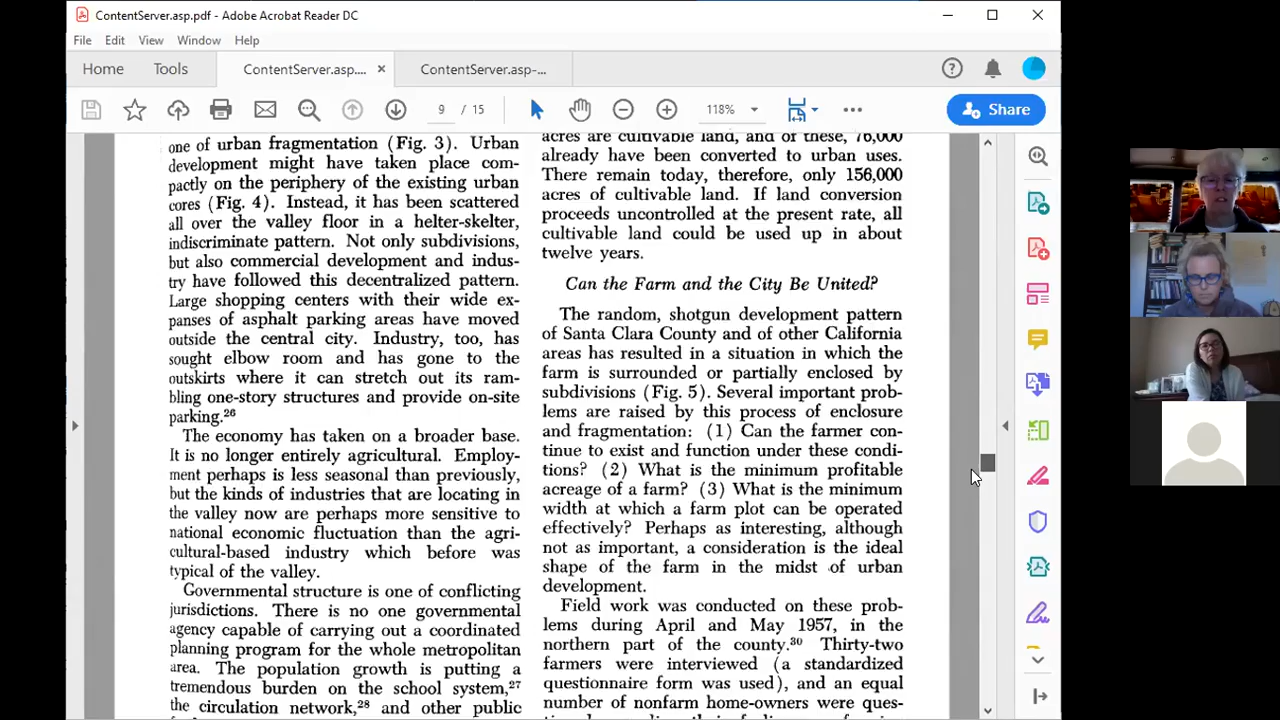 ContentServer.asp.pdf - Adobe Acrobat Reader DC
File Edit View Window Help
Home Tools ContentServer.asp.... × ContentServer.asp-...
9 / 15 118% Share
one of urban fragmentation (Fig. 3). Urban
development might have taken place com-
pactly on the periphery of the existing urban
cores (Fig. 4). Instead, it has been scattered
all over the valley floor in a helter-skelter,
indiscriminate pattern. Not only subdivisions,
but also commercial development and indus-
try have followed this decentralized pattern.
Large shopping centers with their wide ex-
panses of asphalt parking areas have moved
outside the central city. Industry, too, has
sought elbow room and has gone to the
outskirts where it can stretch out its ram-
bling one-story structures and provide on-site
parking.26
The economy has taken on a broader base.
It is no longer entirely agricultural. Employ-
ment perhaps is less seasonal than previously,
but the kinds of industries that are locating in
the valley now are perhaps more sensitive to
national economic fluctuation than the agri-
cultural-based industry which before was
typical of the valley.
Governmental structure is one of conflicting
jurisdictions. There is no one governmental
agency capable of carrying out a coordinated
planning program for the whole metropolitan
area. The population growth is putting a
tremendous burden on the school system,27
the circulation network,28 and other public
acres are cultivable land, and of these, 76,000
already have been converted to urban uses.
There remain today, therefore, only 156,000
acres of cultivable land. If land conversion
proceeds uncontrolled at the present rate, all
cultivable land could be used up in about
twelve years.
Can the Farm and the City Be United?
The random, shotgun development pattern
of Santa Clara County and of other California
areas has resulted in a situation in which the
farm is surrounded or partially enclosed by
subdivisions (Fig. 5). Several important prob-
lems are raised by this process of enclosure
and fragmentation: (1) Can the farmer con-
tinue to exist and function under these condi-
tions? (2) What is the minimum profitable
acreage of a farm? (3) What is the minimum
width at which a farm plot can be operated
effectively? Perhaps as interesting, although
not as important, a consideration is the ideal
shape of the farm in the midst of urban
development.
Field work was conducted on these prob-
lems during April and May 1957, in the
northern part of the county.30 Thirty-two
farmers were interviewed (a standardized
questionnaire form was used), and an equal
number of nonfarm home-owners were ques-